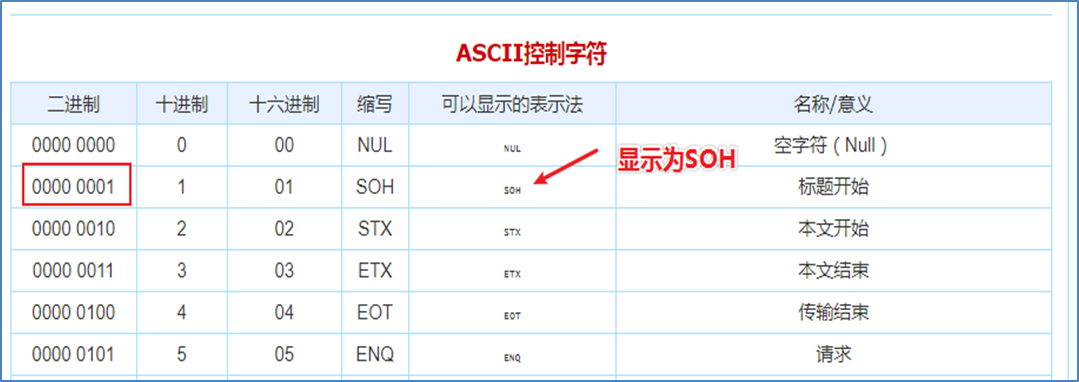 ASCII控制字符
二进制 十进制 十六进制 缩写 可以显示的表示法 名称/意义
0000 0000 0 00 NUL NUL 空字符（Null）
显示为SOH
0000 0001 1 01 SOH SOH 标题开始
0000 0010 2 02 STX STX 本文开始
0000 0011 3 03 ETX ETX 本文结束
0000 0100 4 04 EOT EOT 传输结束
0000 0101 5 05 ENQ ENQ 请求